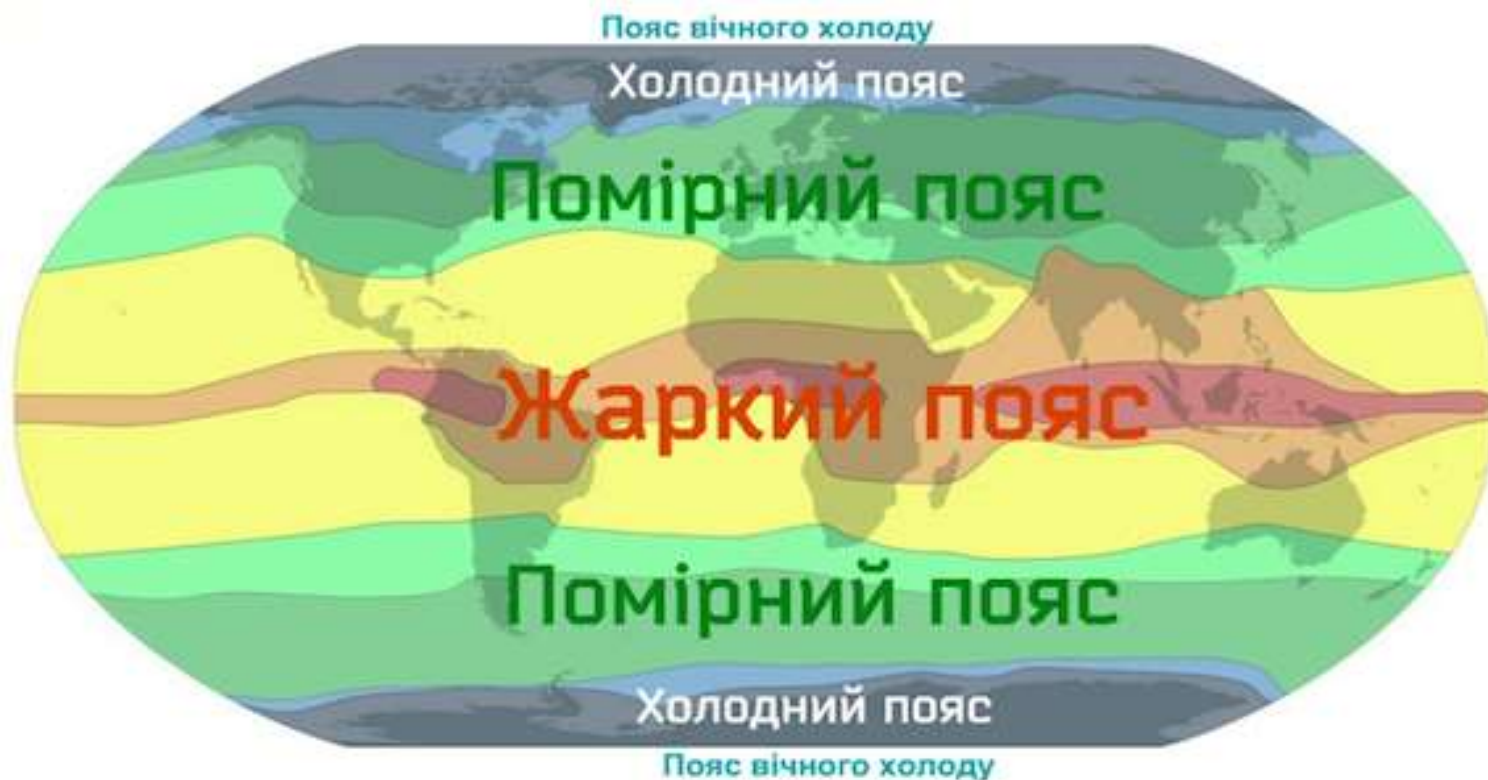 Пояс вічного холоду
Холодний пояс
Помірний пояс
Жаркий пояс
Помірний пояс
Холодний пояс
Пояс вічного холоду